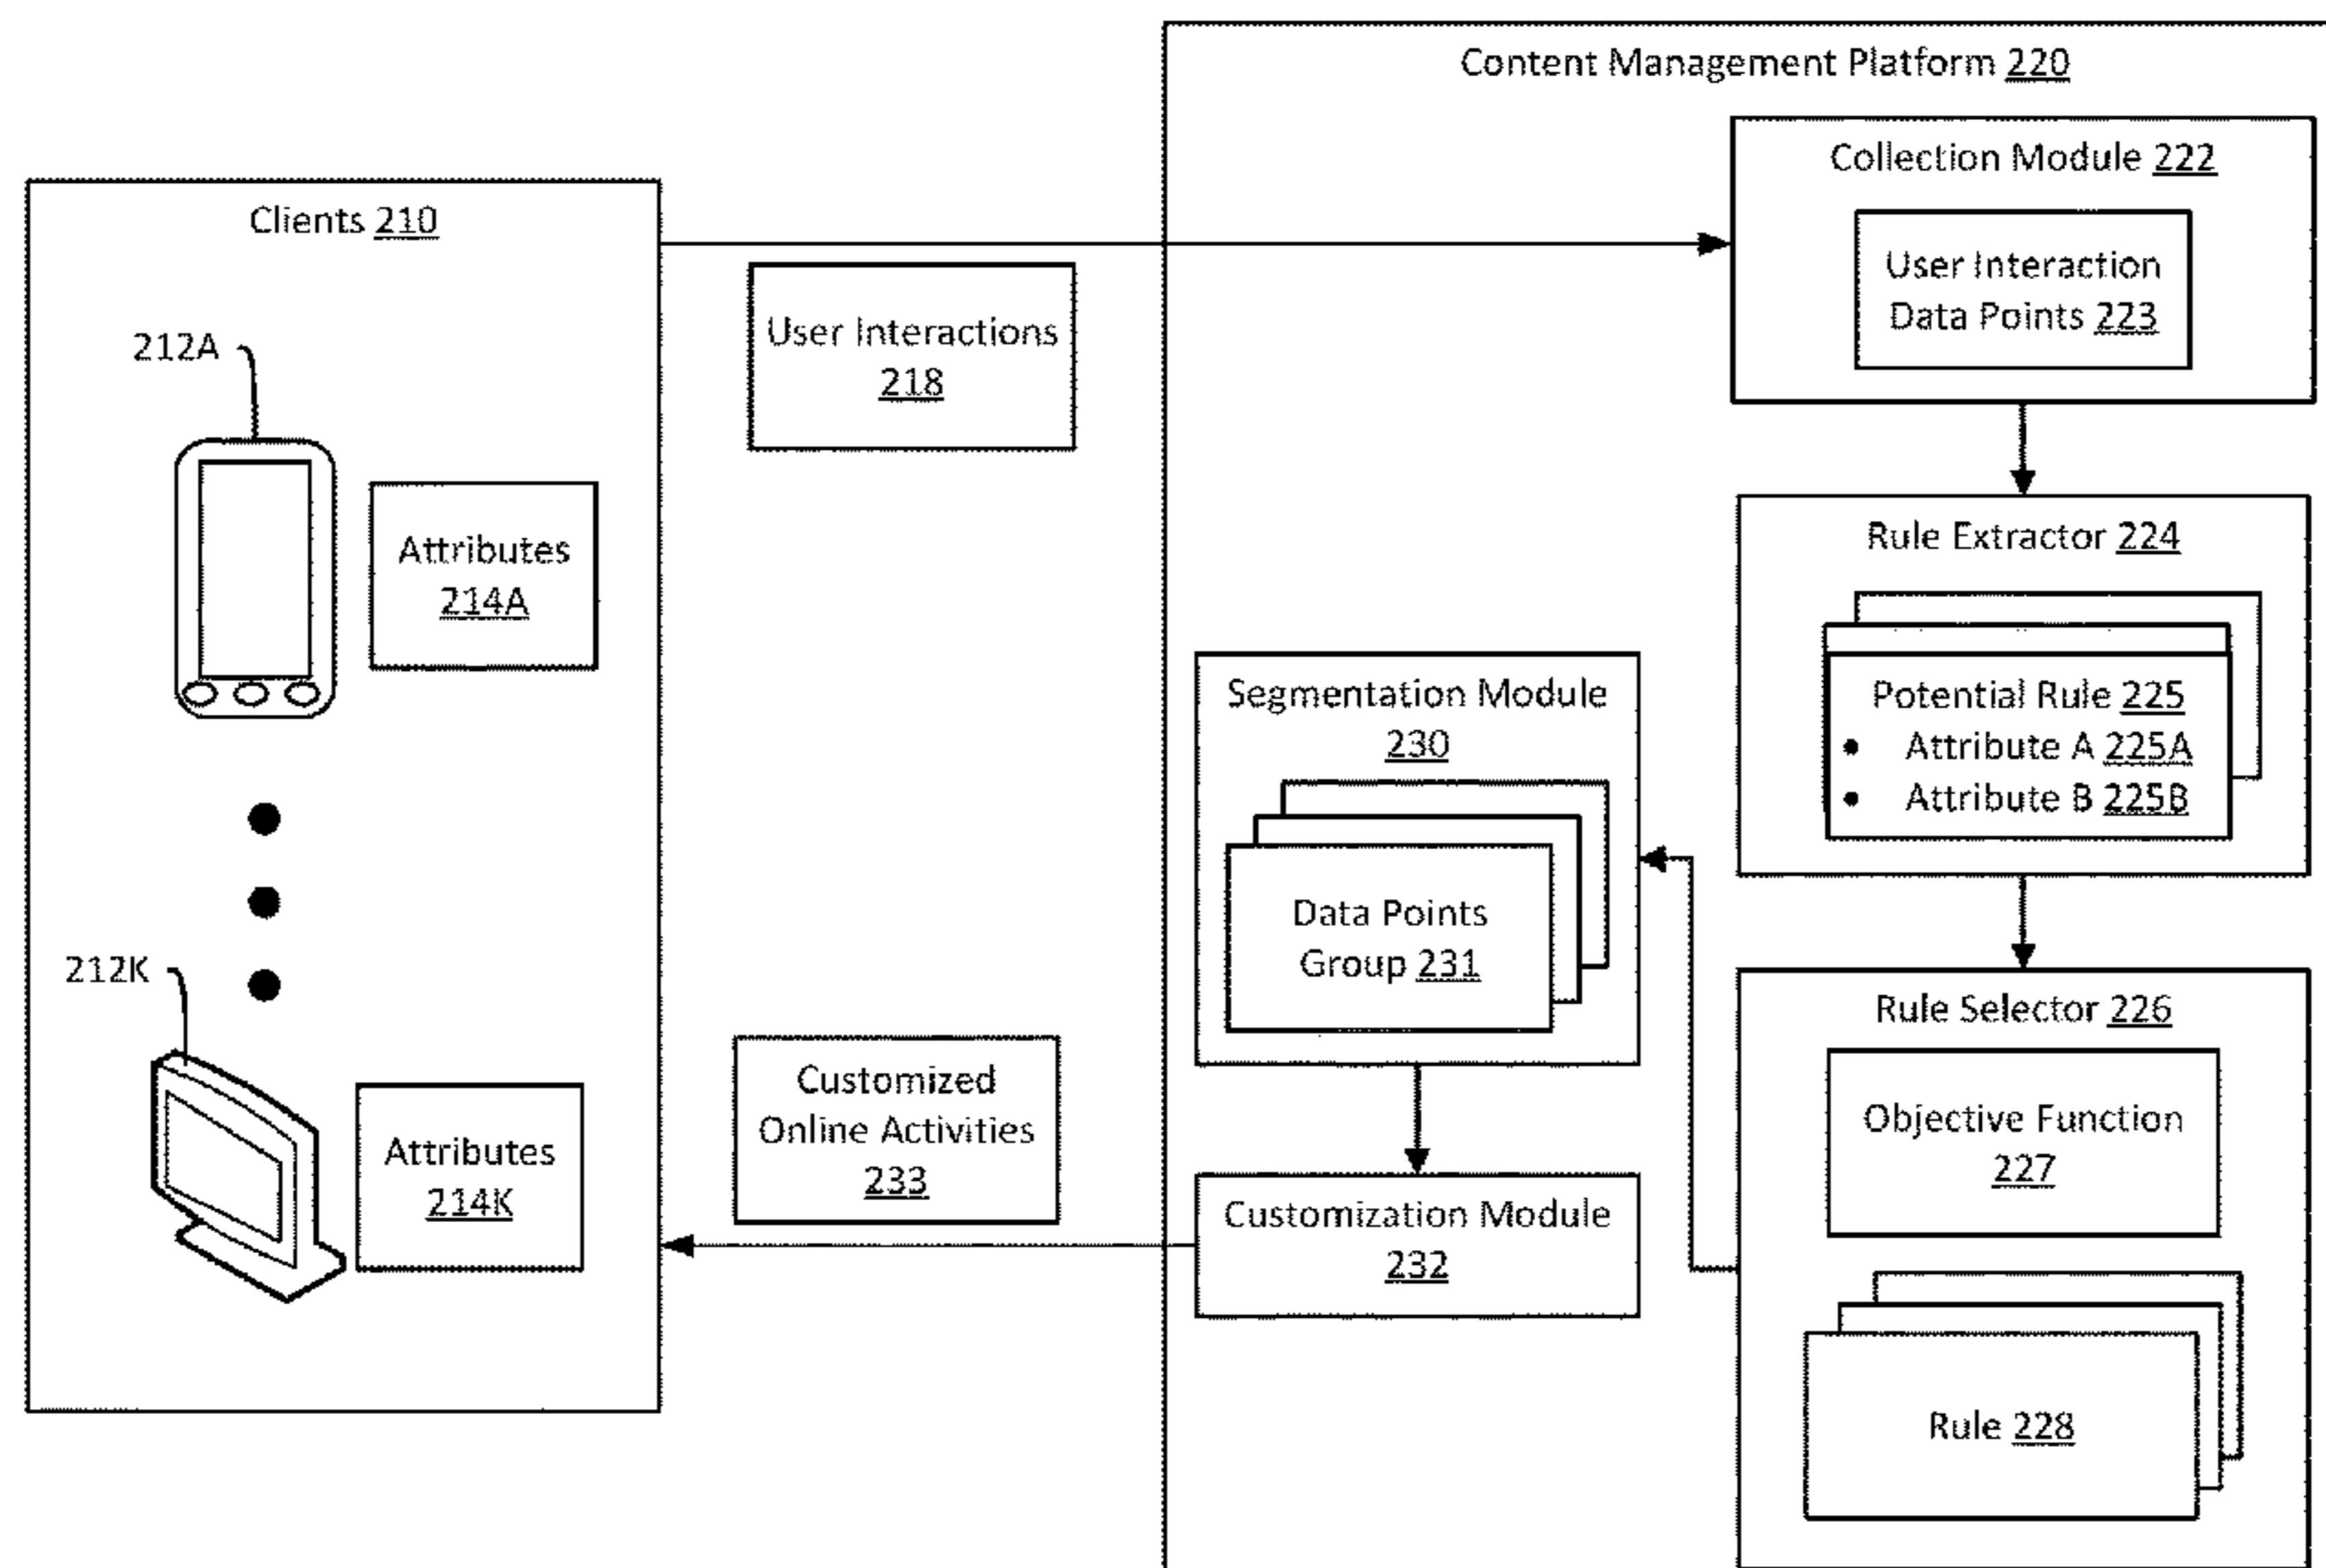 Content Management Platform 220
Collection Module 222
User Interaction
Data Points 223
Clients 210
User Interactions
218
212A
Attributes
214A
Rule Extractor 224
Potential Rule 225
• Attribute A 225A
• Attribute B 225B
Segmentation Module
230
Data Points
Group 231
212K
Attributes
214K
Customized
Online Activities
233
Customization Module
232
Rule Selector 226
Objective Function
227
Rule 228